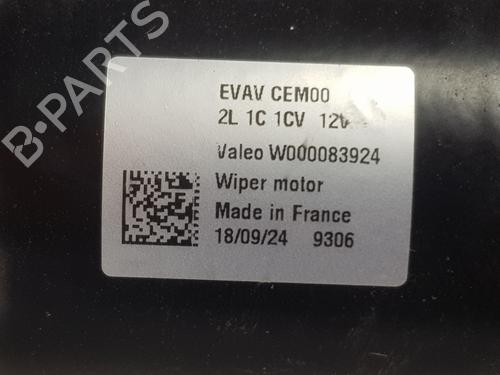 EVAV CEM00
2L 1C 1CV 12V
Valeo W000083924
Wiper motor
Made in France
18/09/24 9306
B-PARTS